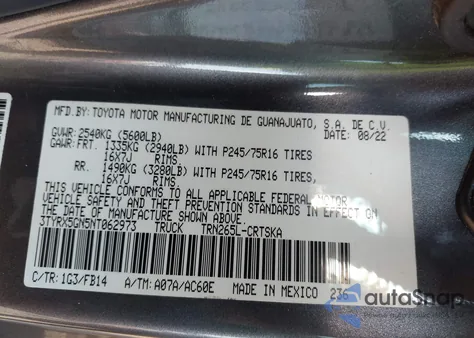 MFD.BY:TOYOTA MOTOR MANUFACTURING DE GUANAJUATO, S.A. DE C.V.
GVWR: 2540KG (5600LB) DATE: 08/22
GAWR:FRT. 1335KG (2940LB) WITH P245/75R16 TIRES
16X7J RIMS,
RR. 1490KG (3280LB) WITH P245/75R16 TIRES,
16X7J RIMS
THIS VEHICLE CONFORMS TO ALL APPLICABLE FEDERAL MOTOR
VEHICLE SAFETY AND THEFT PREVENTION STANDARDS IN EFFECT ON
THE DATE OF MANUFACTURE SHOWN ABOVE.
3TYRX5GN5NT062973 TRUCK TRN265L-CRTSKA
C/TR: 1G3/FB14 A/TM: A07A/AC60E MADE IN MEXICO 236
autoSnap